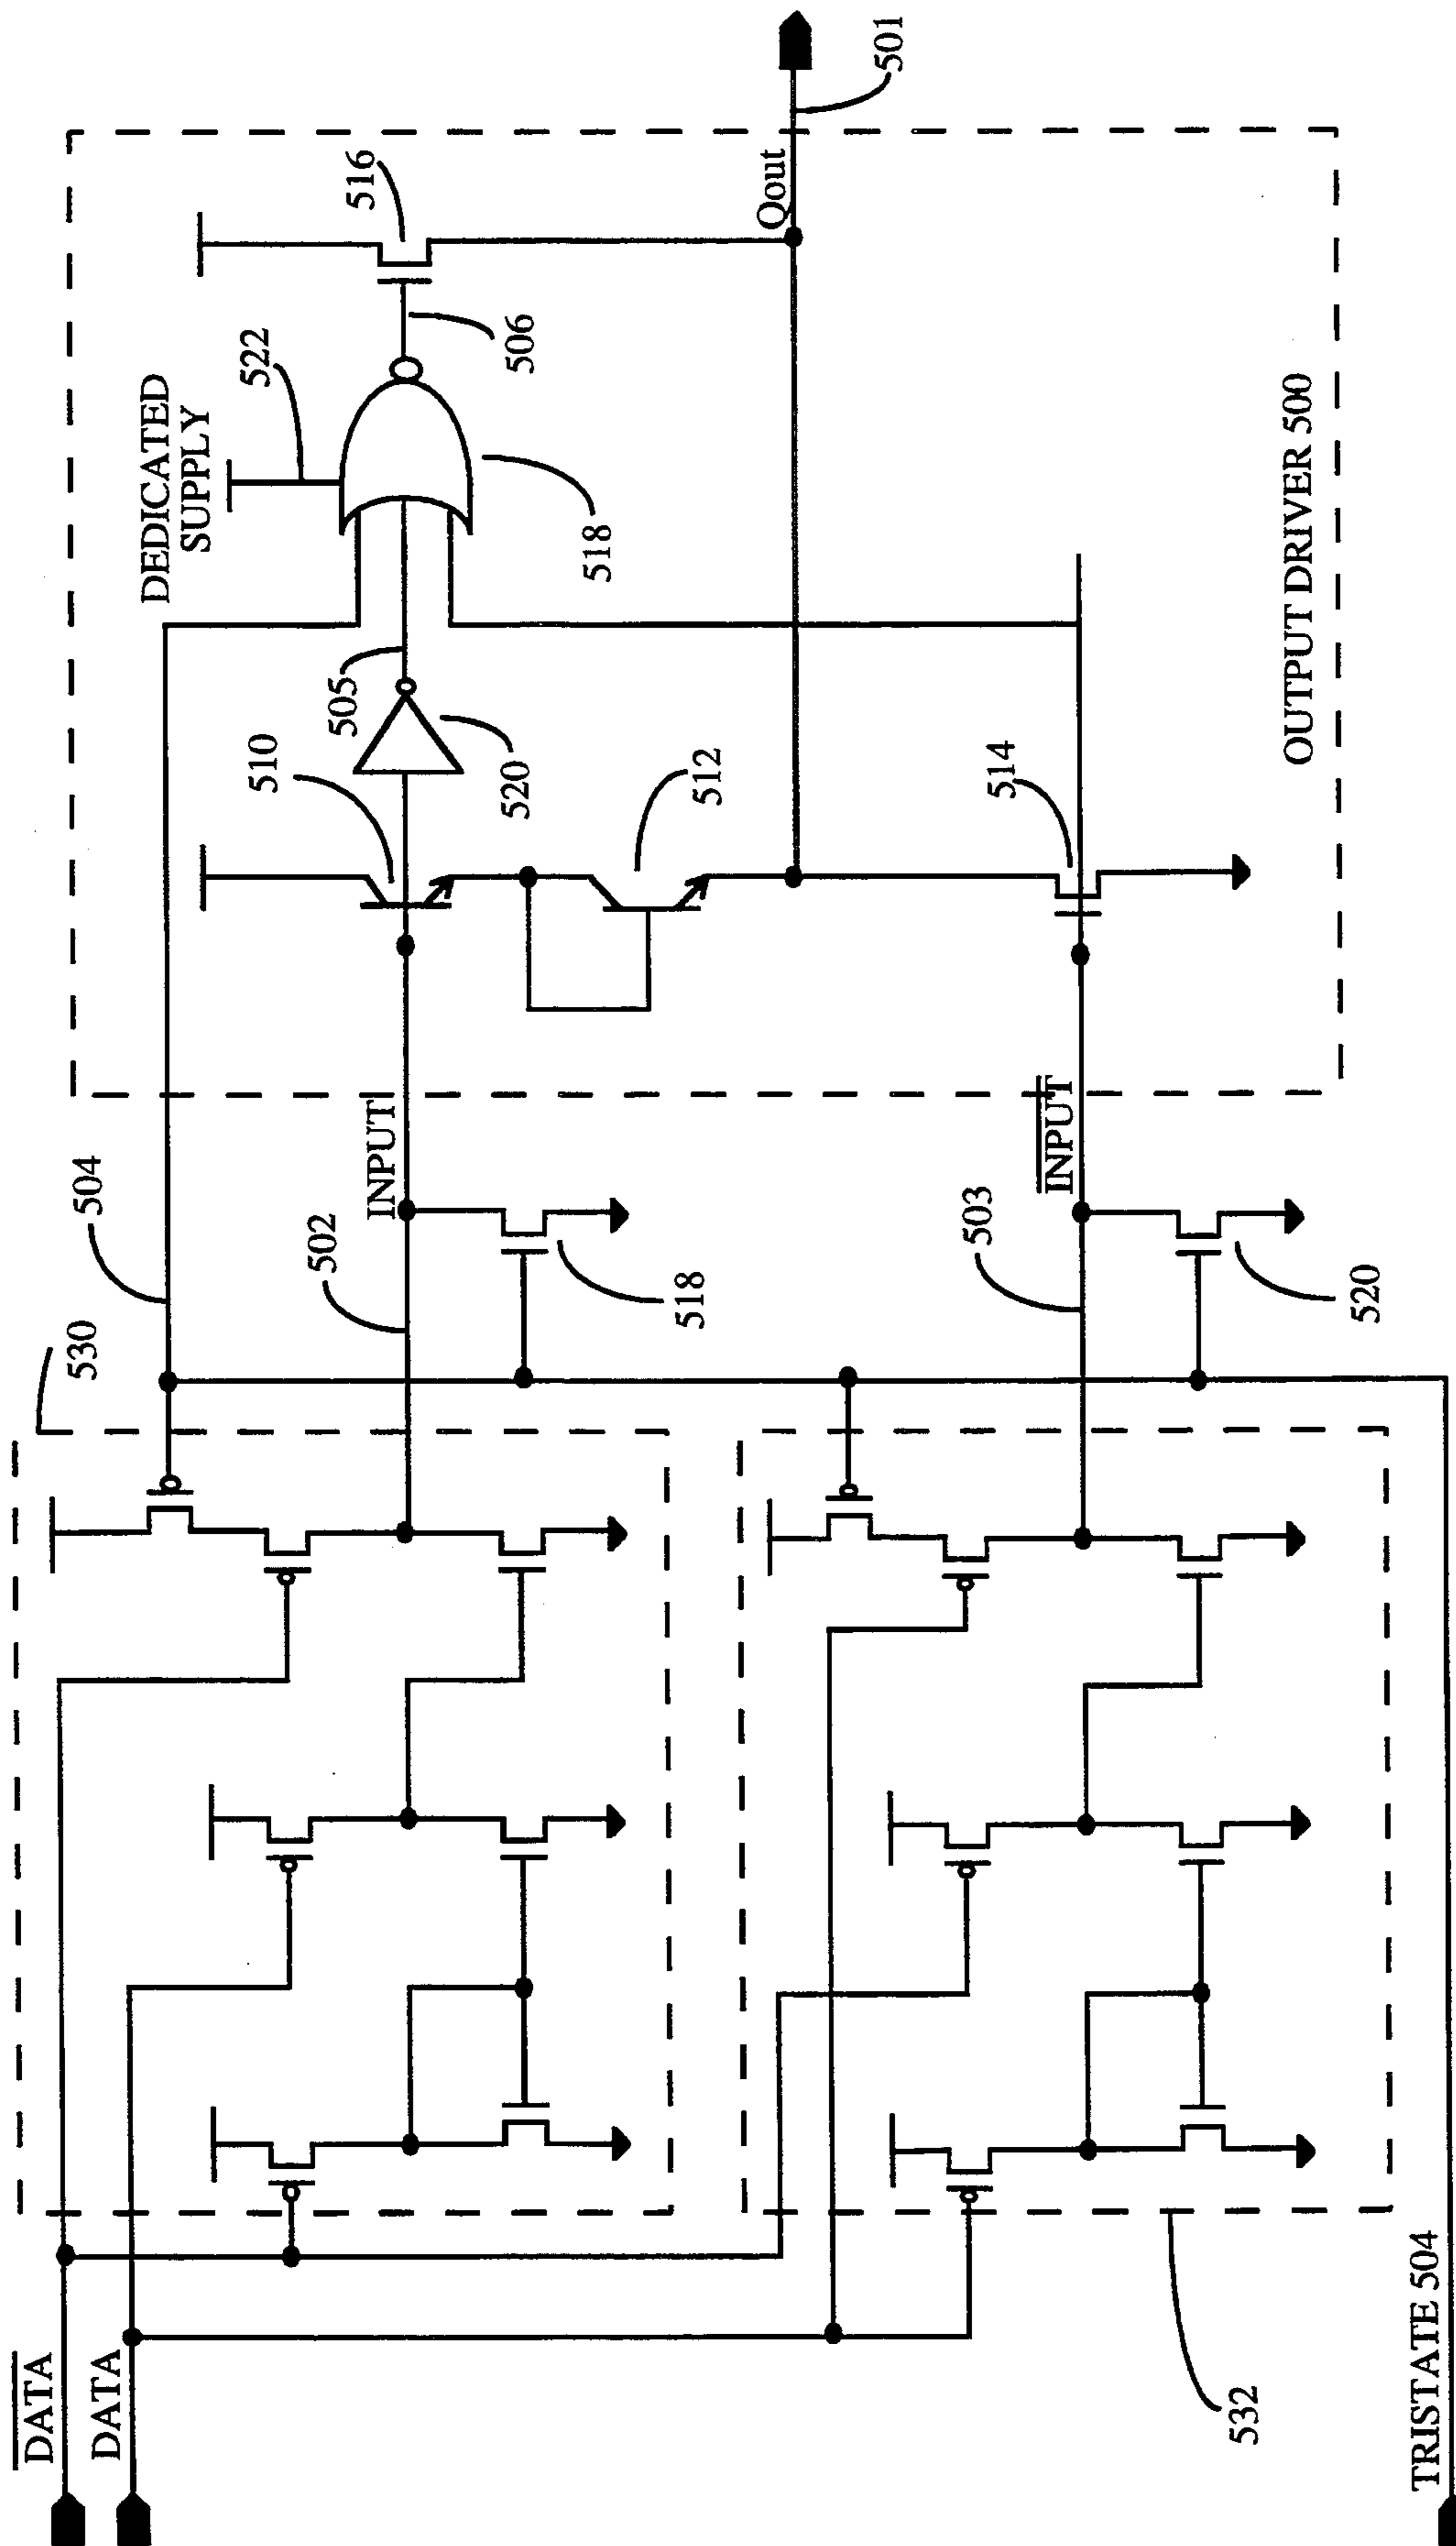 DATA
DATA
TRISTATE 504
532
530
504
502
INPUT
518
503
INPUT
520
DEDICATED
SUPPLY
522
510
505
520
512
514
518
506
516
Qout
501
OUTPUT DRIVER 500